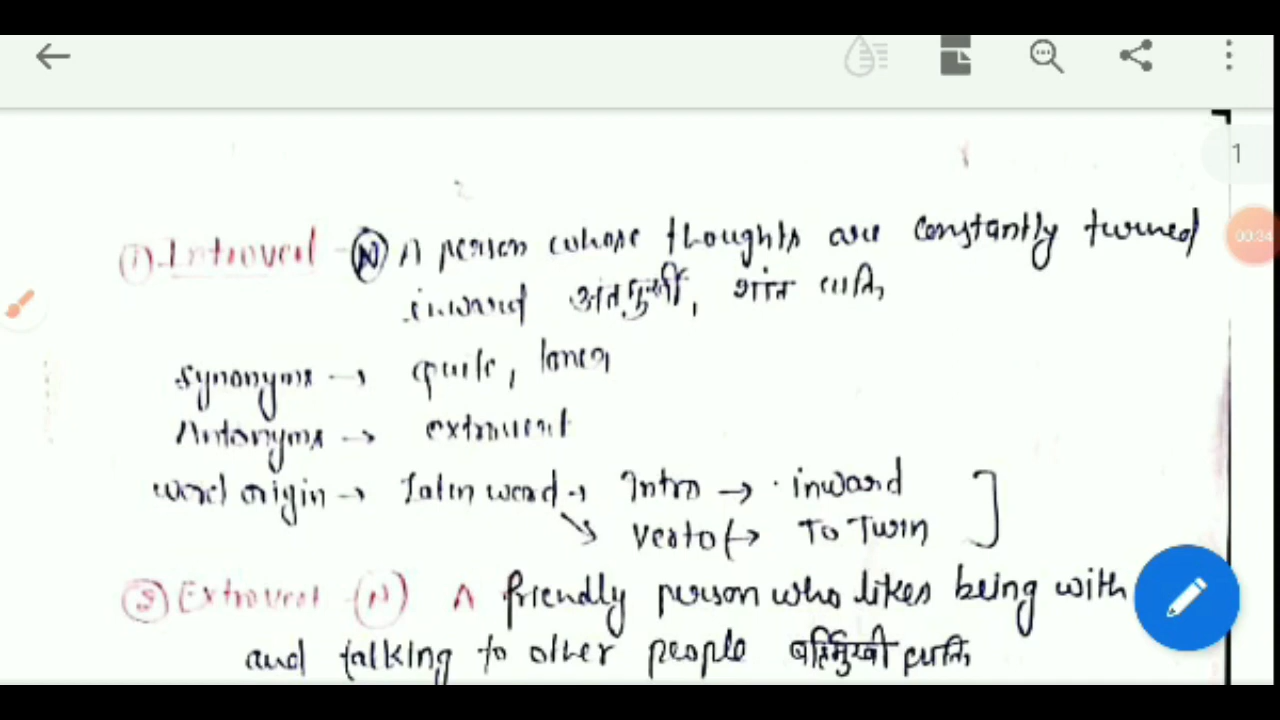 1
① Introvert - (N) A person whose thoughts are constantly turned
00:34
inward अंतर्मुखी, शांत व्यक्ति
Synonyms → quite, loner
Antonyms → extrovert
word origin → Latin word → Intro → inward
Verto → To Turn
② Extrovert - (N) A friendly person who likes being with
and talking to other people बहिर्मुखी व्यक्ति